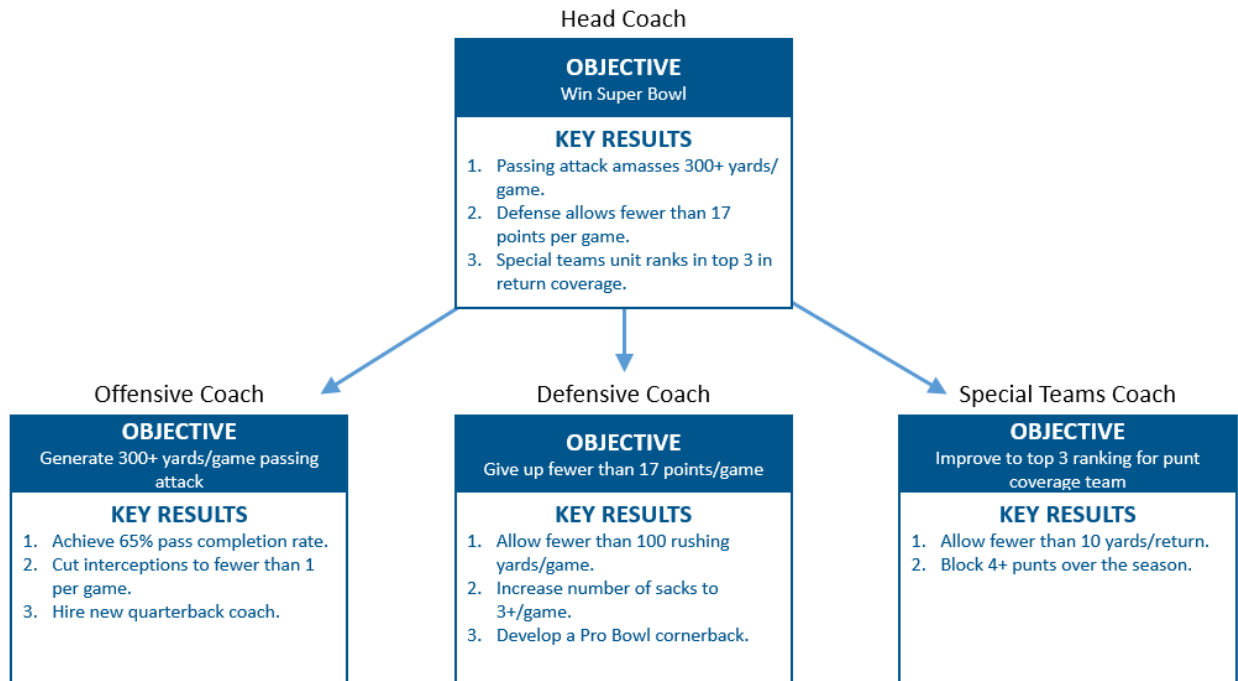 Head Coach
OBJECTIVE
Win Super Bowl
KEY RESULTS
1. Passing attack amasses 300+ yards/
game.
2. Defense allows fewer than 17
points per game.
3. Special teams unit ranks in top 3 in
return coverage.
Offensive Coach
OBJECTIVE
Generate 300+ yards/game passing
attack
KEY RESULTS
1. Achieve 65% pass completion rate.
2. Cut interceptions to fewer than 1
per game.
3. Hire new quarterback coach.
Defensive Coach
OBJECTIVE
Give up fewer than 17 points/game
KEY RESULTS
1. Allow fewer than 100 rushing
yards/game.
2. Increase number of sacks to
3+/game.
3. Develop a Pro Bowl cornerback.
Special Teams Coach
OBJECTIVE
Improve to top 3 ranking for punt
coverage team
KEY RESULTS
1. Allow fewer than 10 yards/return.
2. Block 4+ punts over the season.